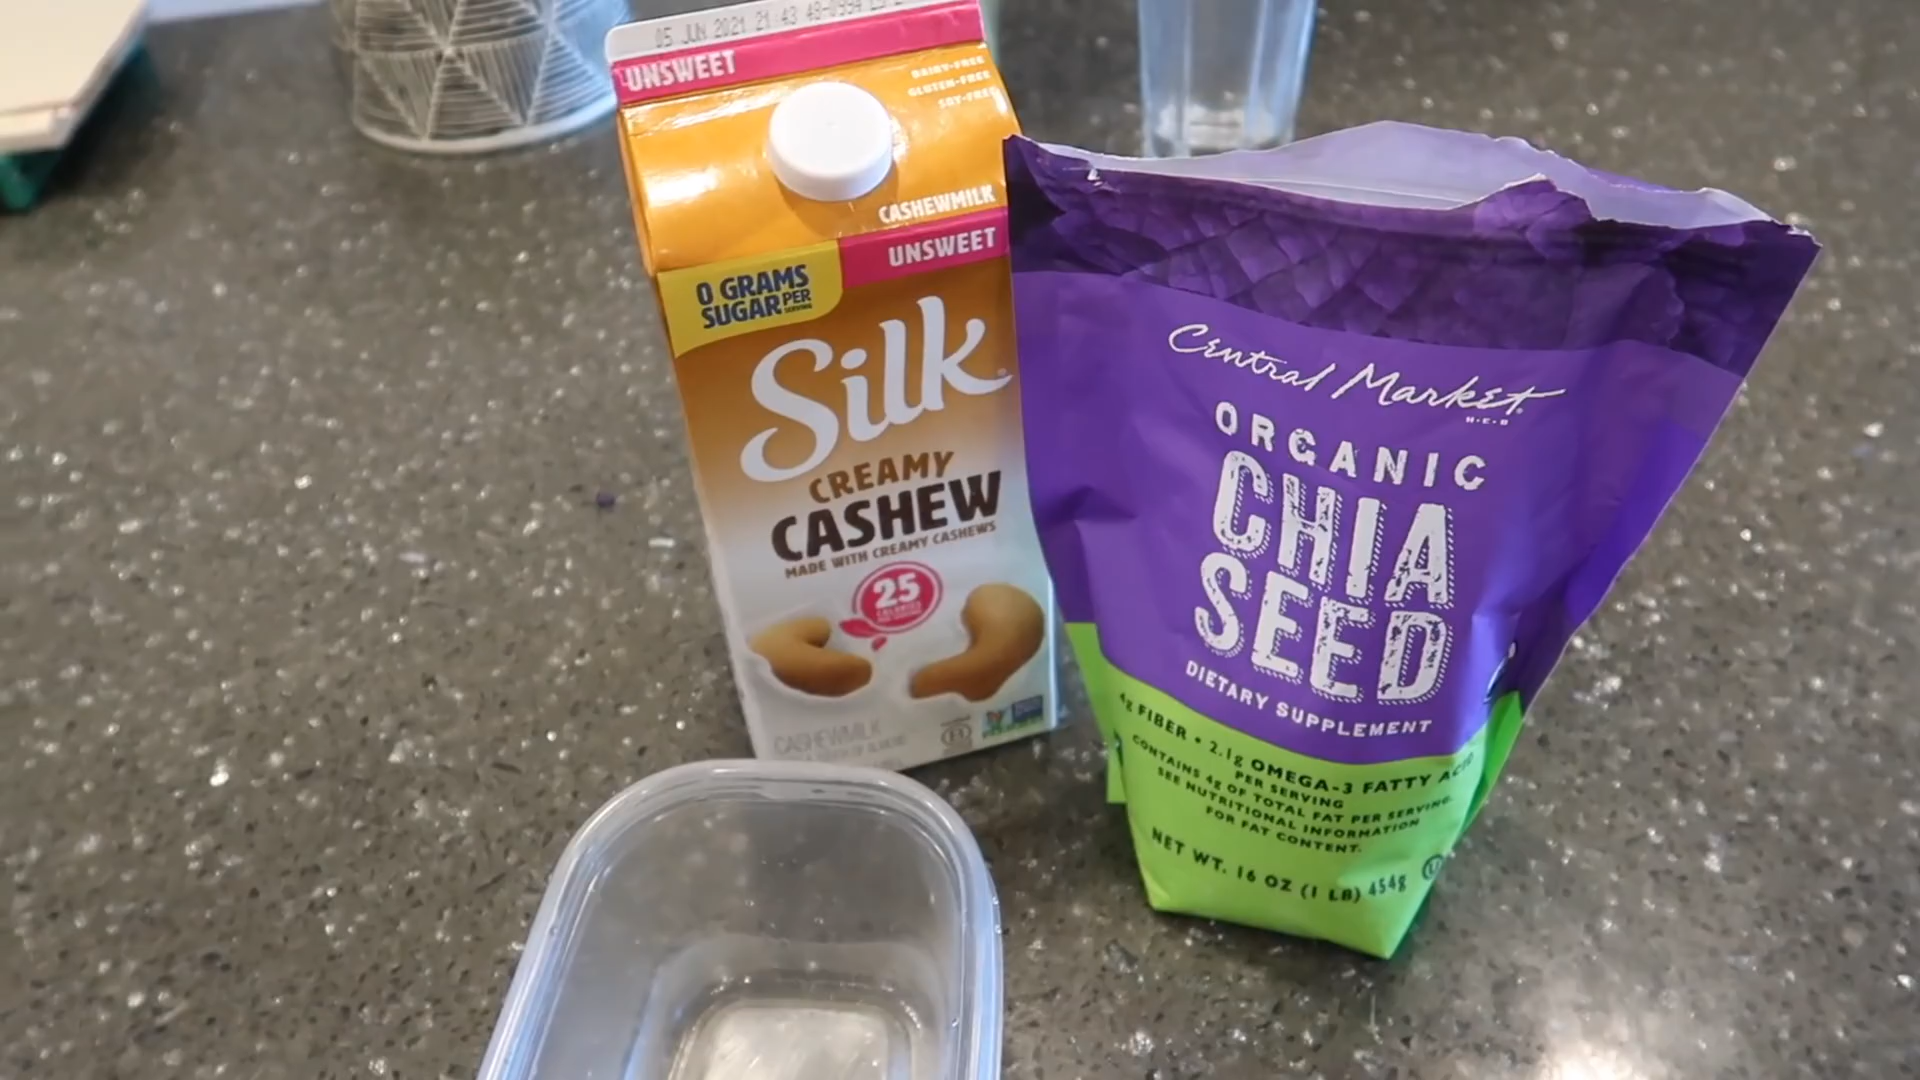 05 JUN 2021 21:43
UNSWEET
DAIRY-FREE
GLUTEN-FREE
SOY-FREE
CASHEWMILK
UNSWEET
0 GRAMS
SUGAR PER
SERVING
Silk
CREAMY
CASHEW
MADE WITH CREAMY CASHEWS
25
CALORIES
CASHEWMILK
Central Market
H-E-B
ORGANIC
CHIA
SEED
DIETARY SUPPLEMENT
4g FIBER • 2.1g OMEGA-3 FATTY ACID
PER SERVING
CONTAINS 4g OF TOTAL FAT PER SERVING.
SEE NUTRITIONAL INFORMATION
FOR FAT CONTENT.
NET WT. 16 OZ (1 LB) 454g
U